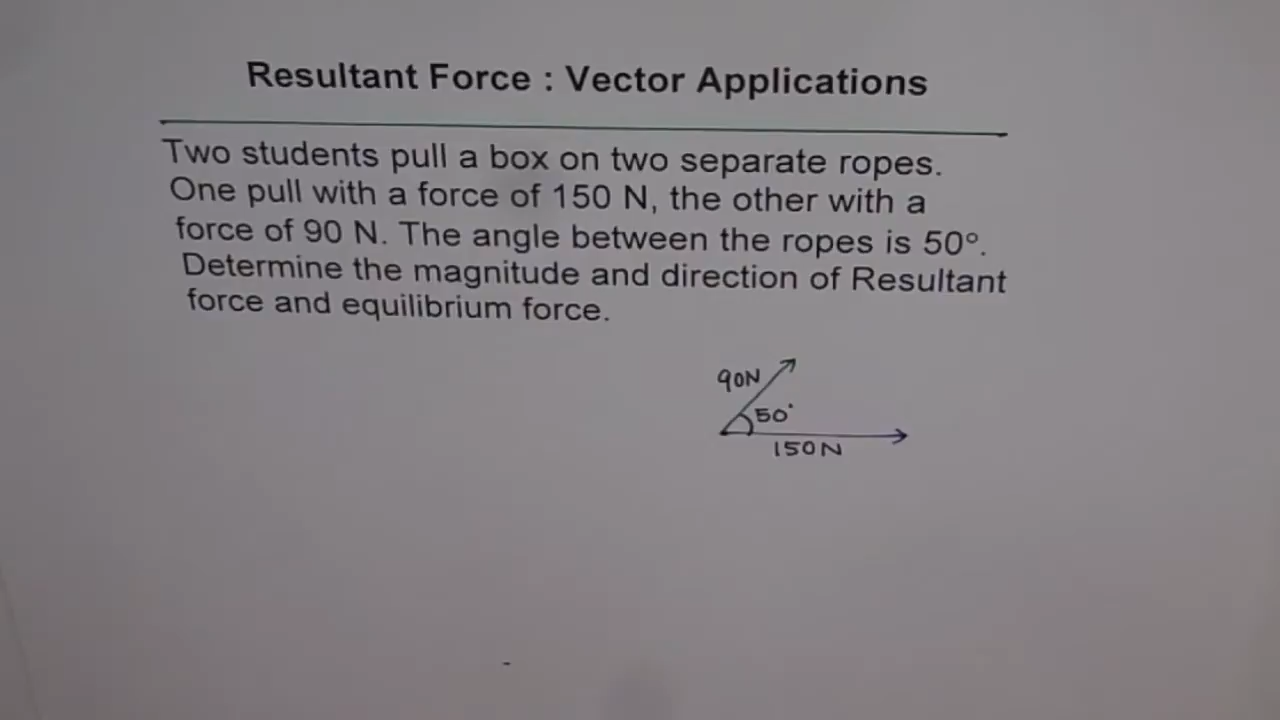 Resultant Force : Vector Applications
Two students pull a box on two separate ropes.
One pull with a force of 150 N, the other with a
force of 90 N. The angle between the ropes is 50°.
Determine the magnitude and direction of Resultant
force and equilibrium force.
90N
50°
150N